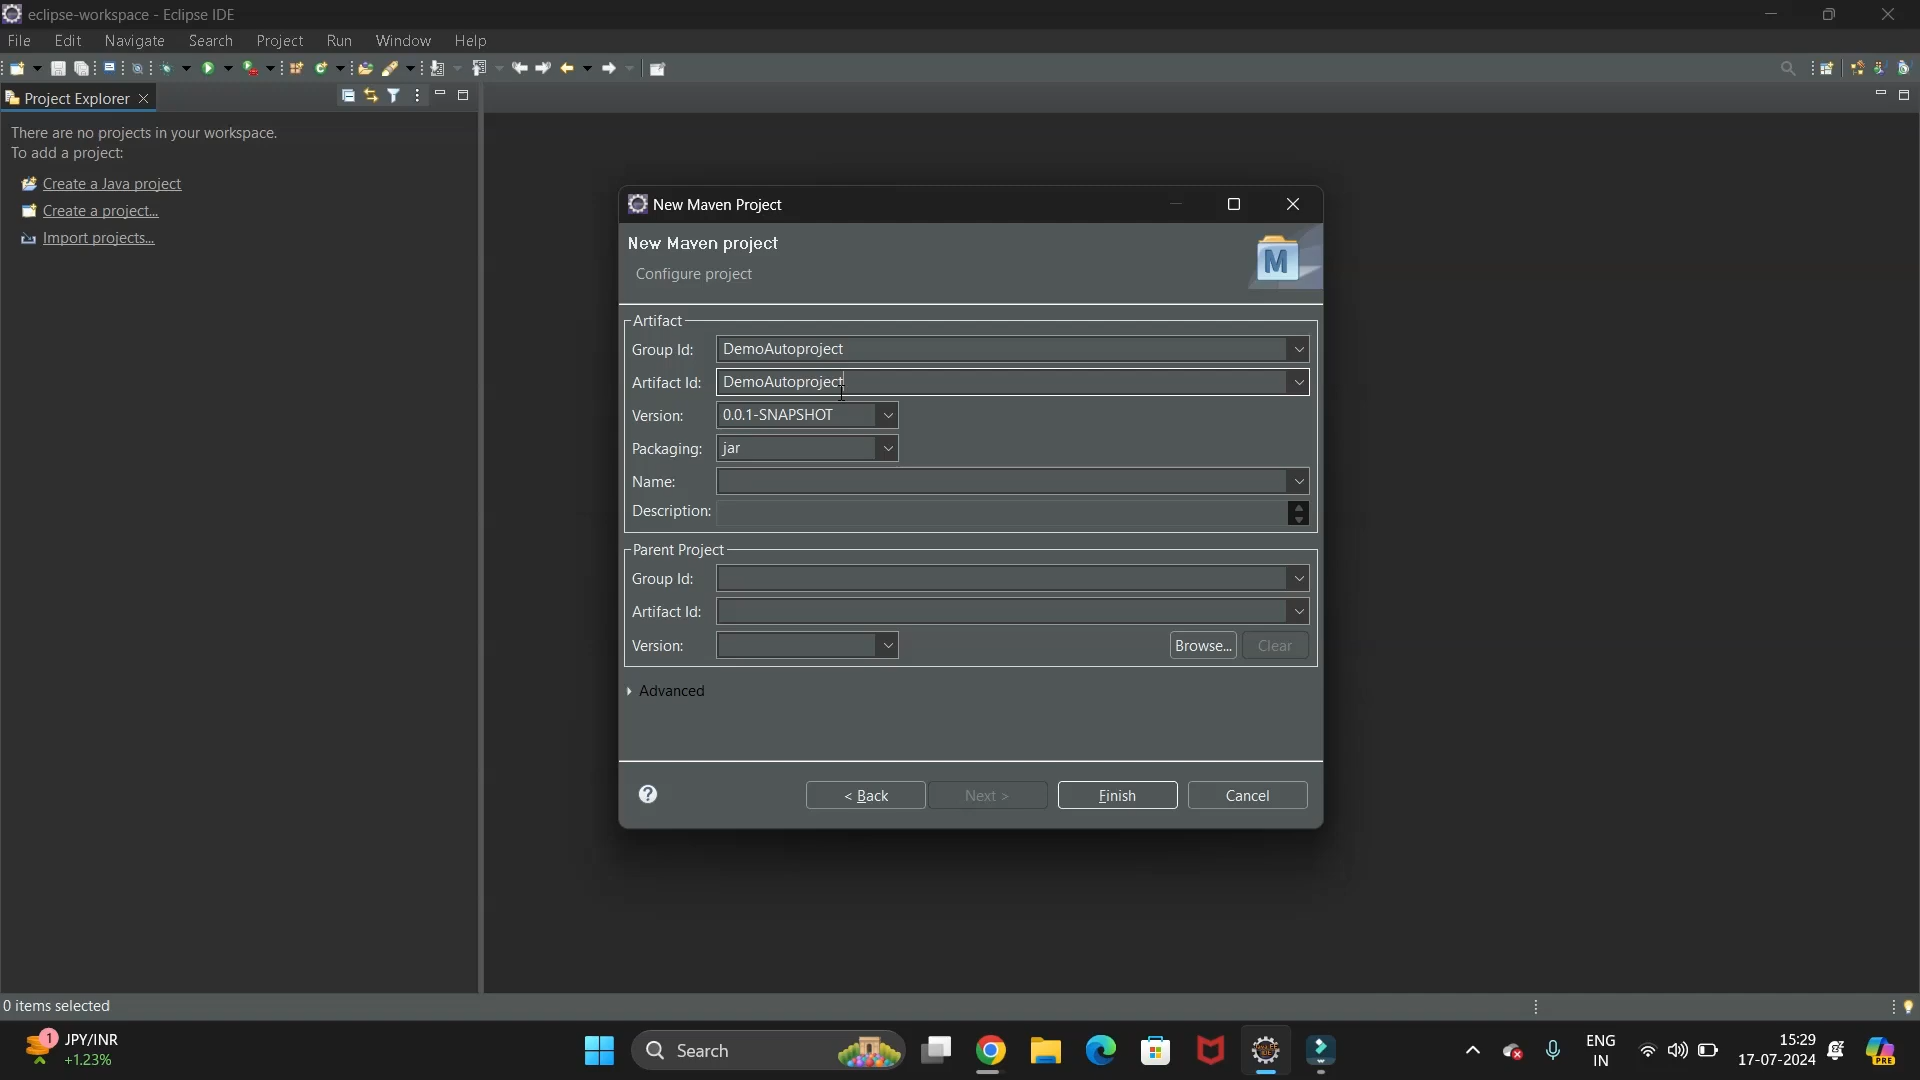 eclipse-workspace - Eclipse IDE
File Edit Navigate Search Project Run Window Help
Project Explorer
There are no projects in your workspace.
To add a project:
Create a Java project
Create a project...
Import projects...
New Maven Project
New Maven project
Configure project
M
Artifact
Group Id: DemoAutoproject
Artifact Id: DemoAutoproject
Version: 0.0.1-SNAPSHOT
Packaging: jar
Name:
Description:
Parent Project
Group Id:
Artifact Id:
Version: Browse... Clear
Advanced
? < Back Next > Finish Cancel
0 items selected
1 JPY/INR
+1.23%
Search
ENG
IN
15:29
17-07-2024
PRE